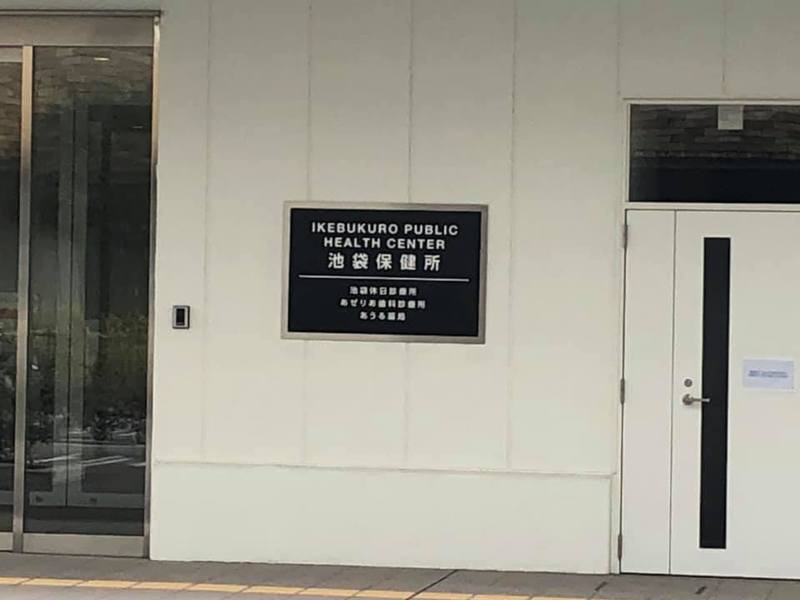 IKEBUKURO PUBLIC
HEALTH CENTER
池袋保健所
池袋休日診療所
あぜりあ歯科診療所
あうる薬局